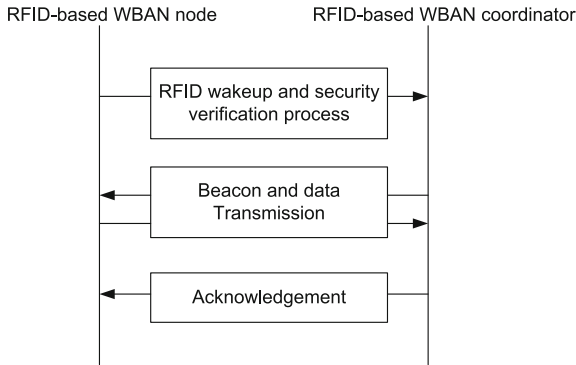 RFID-based WBAN node
RFID-based WBAN coordinator
RFID wakeup and security
verification process
Beacon and data
Transmission
Acknowledgement